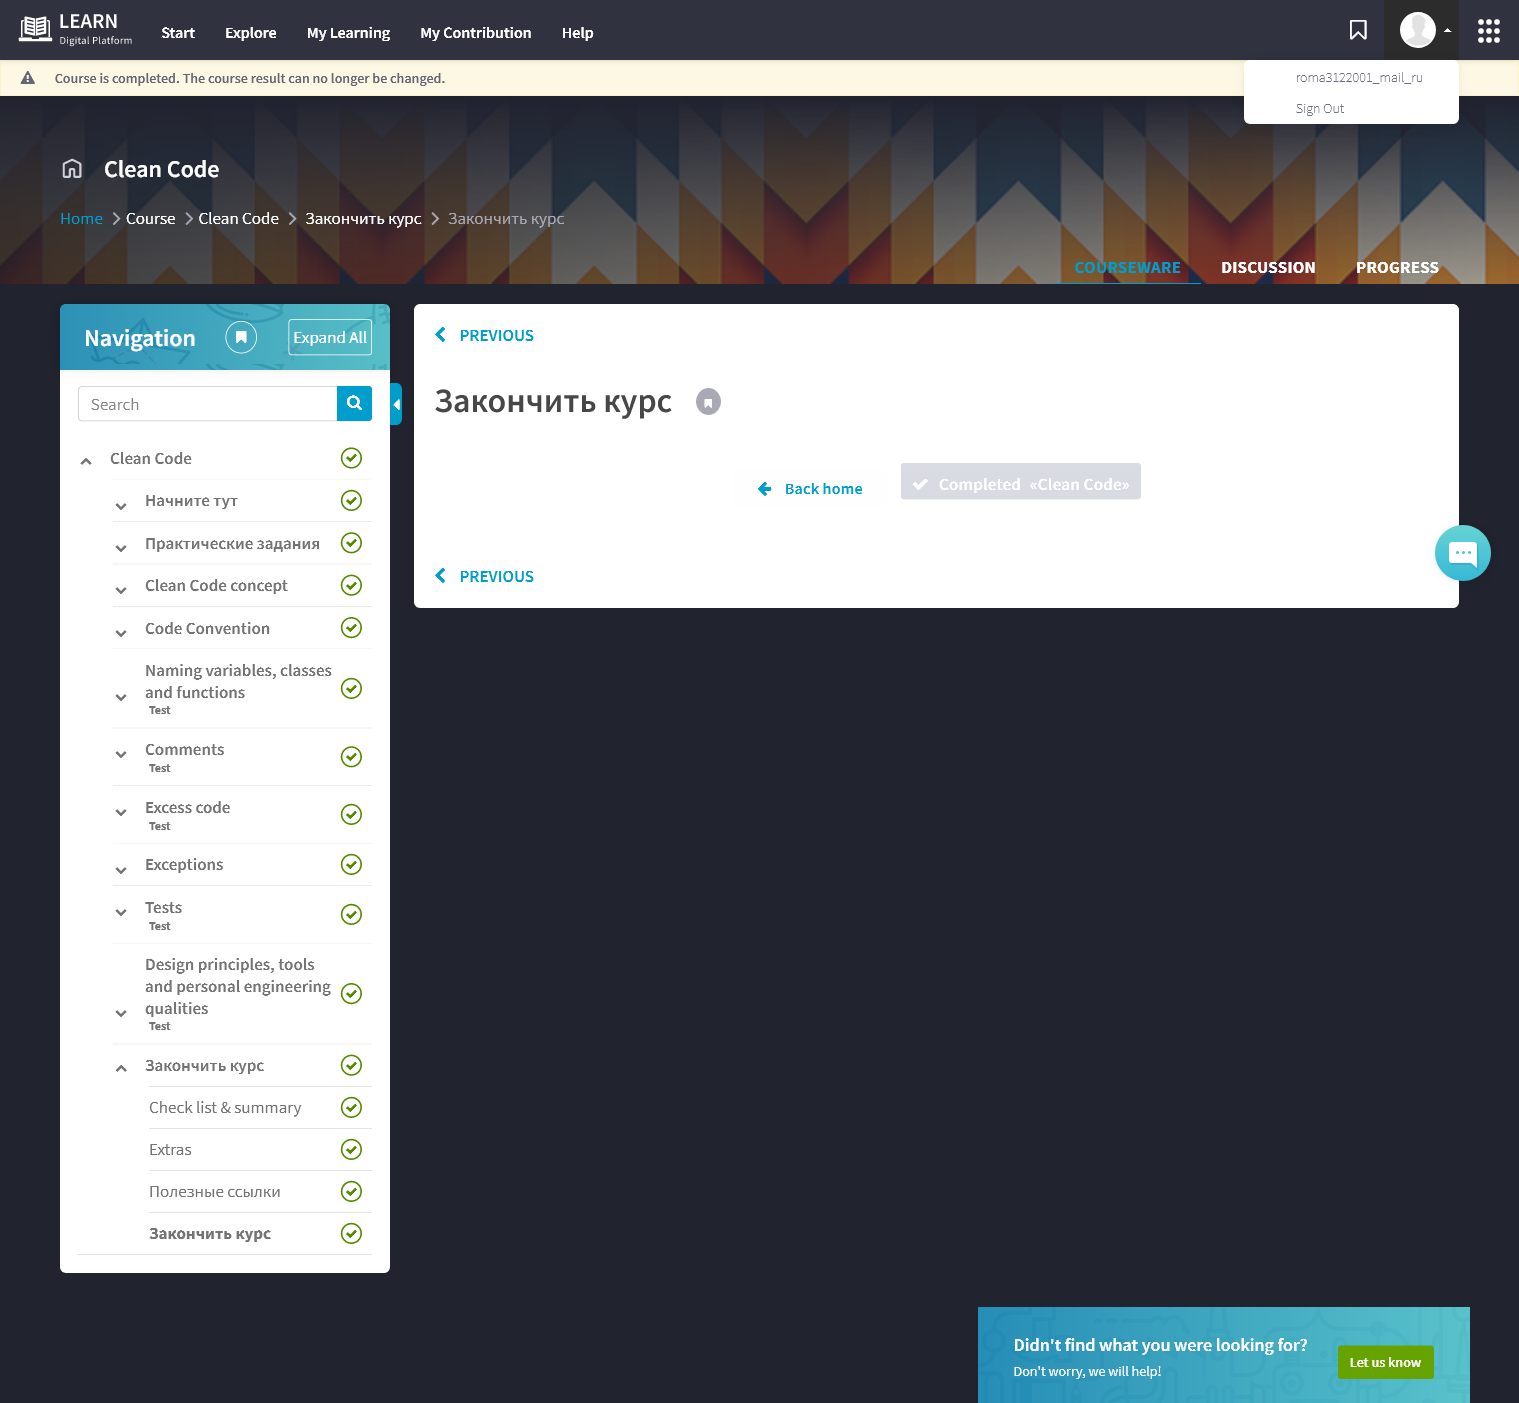 LEARN
Digital Platform
Start
Explore
My Learning
My Contribution
Help
Course is completed. The course result can no longer be changed.
roma3122001_mail_ru
Sign Out
Clean Code
Home
Course
Clean Code
Закончить курс
Закончить курс
COURSEWARE
DISCUSSION
PROGRESS
Navigation
Expand All
Search
Clean Code
Начните тут
Практические задания
Clean Code concept
Code Convention
Naming variables, classes
and functions
Test
Comments
Test
Excess code
Test
Exceptions
Tests
Test
Design principles, tools
and personal engineering
qualities
Test
Закончить курс
Check list & summary
Extras
Полезные ссылки
Закончить курс
PREVIOUS
Закончить курс
Back home
Completed «Clean Code»
PREVIOUS
Didn't find what you were looking for?
Don't worry, we will help!
Let us know